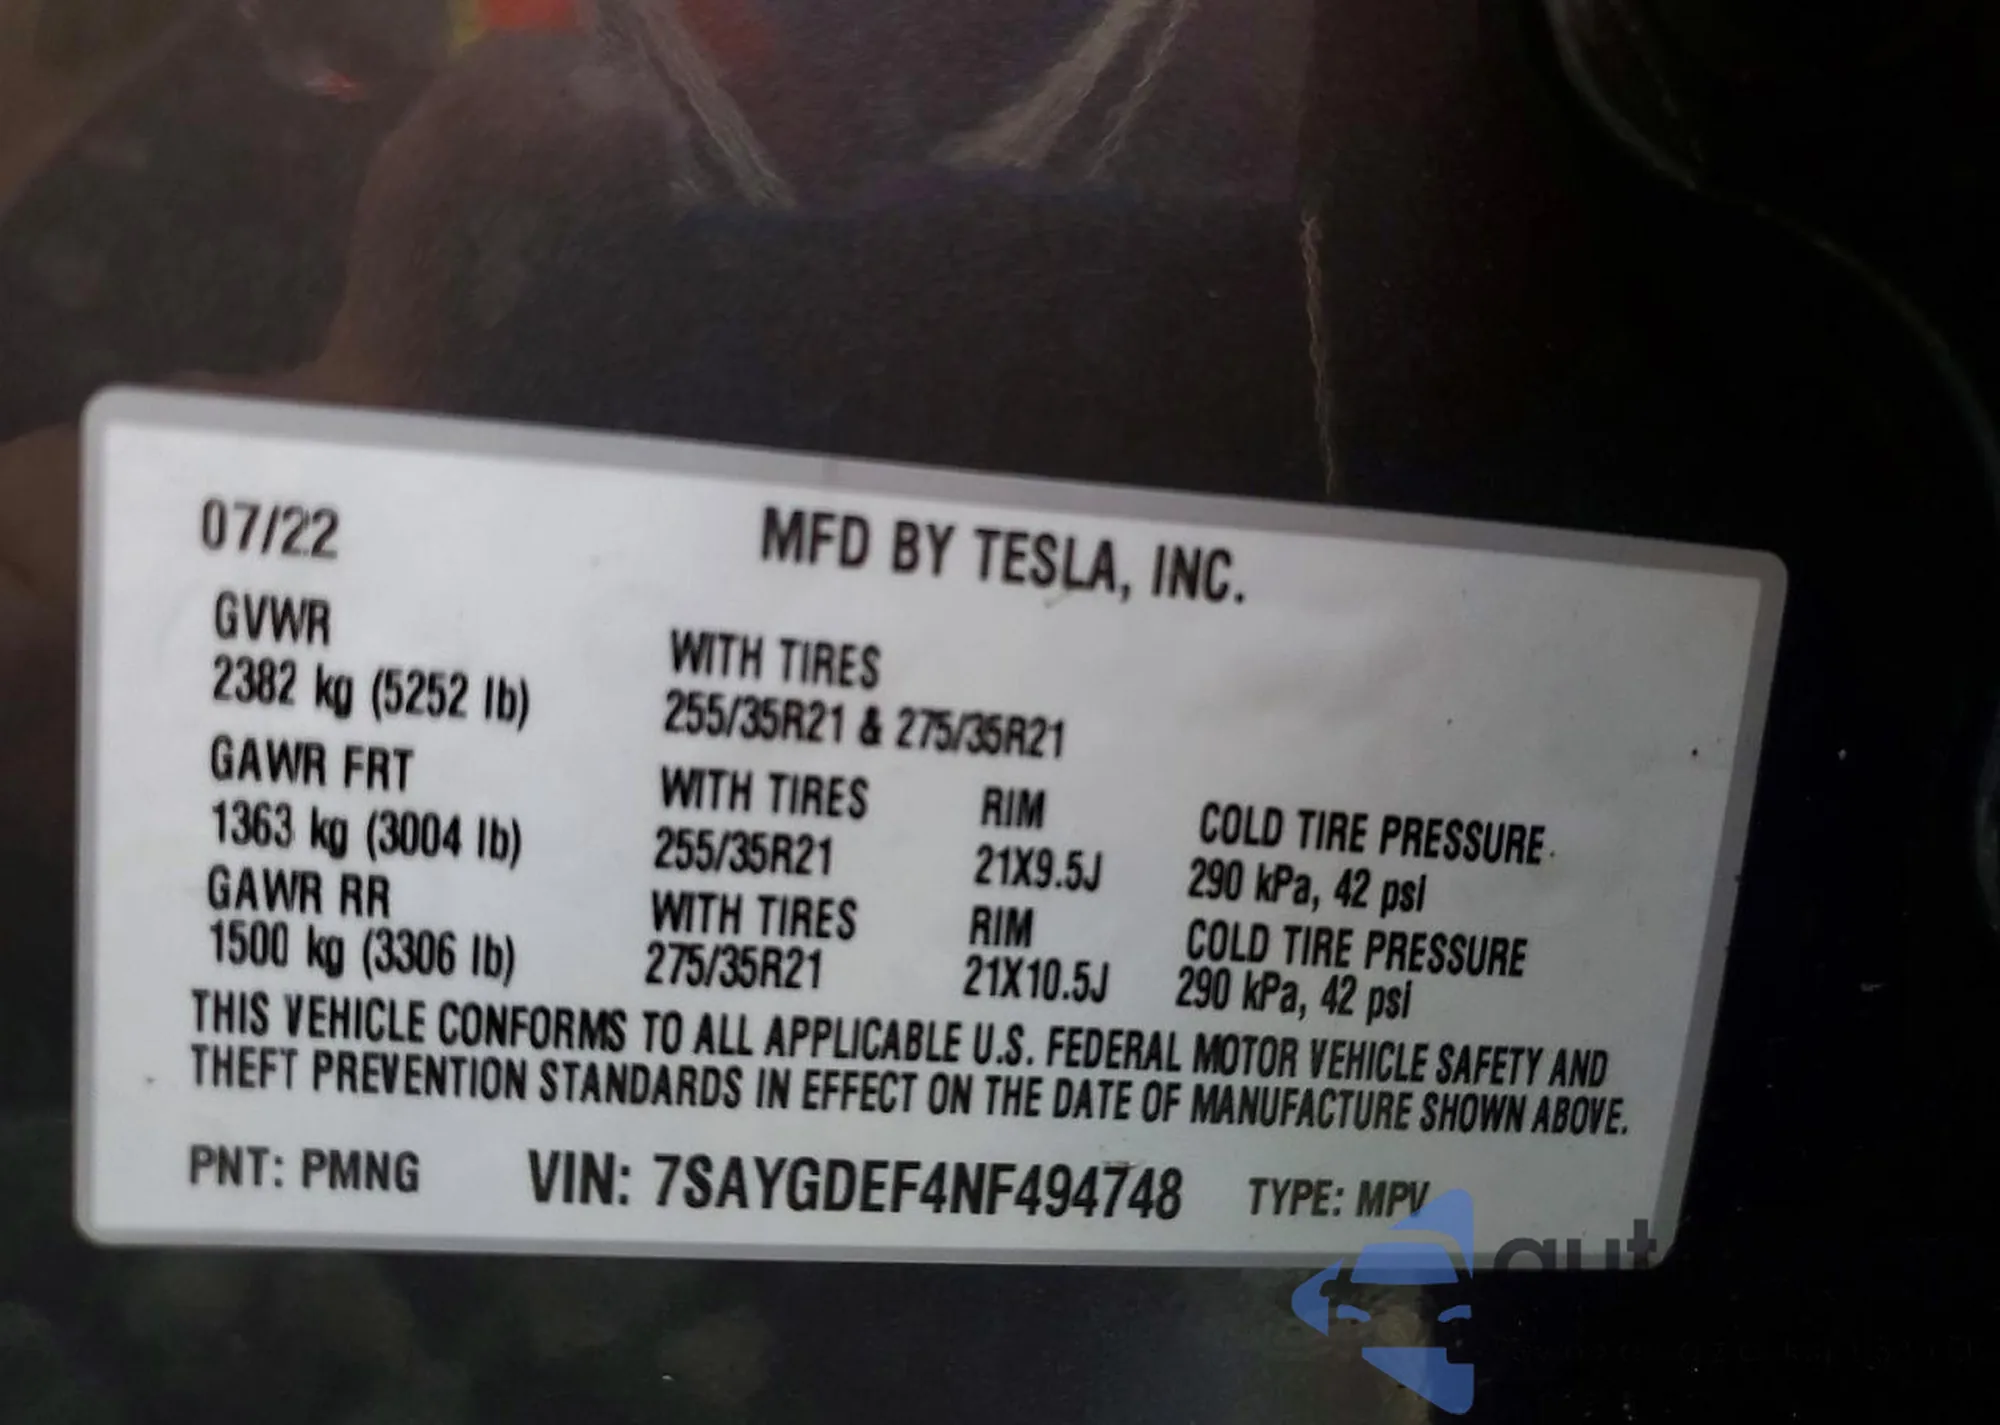 07/22 MFD BY TESLA, INC.
GVWR WITH TIRES
2382 kg (5252 lb) 255/35R21 & 275/35R21
GAWR FRT WITH TIRES RIM COLD TIRE PRESSURE
1363 kg (3004 lb) 255/35R21 21X9.5J 290 kPa, 42 psi
GAWR RR WITH TIRES RIM COLD TIRE PRESSURE
1500 kg (3306 lb) 275/35R21 21X10.5J 290 kPa, 42 psi
THIS VEHICLE CONFORMS TO ALL APPLICABLE U.S. FEDERAL MOTOR VEHICLE SAFETY AND
THEFT PREVENTION STANDARDS IN EFFECT ON THE DATE OF MANUFACTURE SHOWN ABOVE.
PNT: PMNG VIN: 7SAYGDEF4NF494748 TYPE: MPV